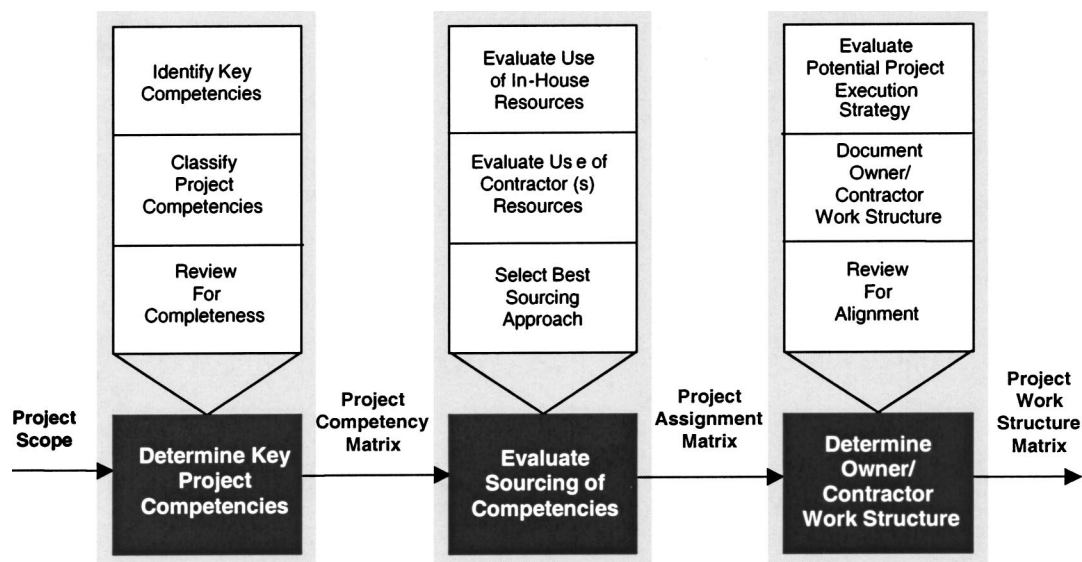 Identify Key
Competencies
Classify
Project
Competencies
Review
For
Completeness
Evaluate Use
of In-House
Resources
Evaluate Us e of
Contractor (s)
Resources
Select Best
Sourcing
Approach
Evaluate
Potential Project
Execution
Strategy
Document
Owner/
Contractor
Work Structure
Review
For
Alignment
Project
Scope
Determine Key
Project
Competencies
Project
Competency
Matrix
Evaluate
Sourcing of
Competencies
Project
Assignment
Matrix
Determine
Owner/
Contractor
Work Structure
Project
Work
Structure
Matrix